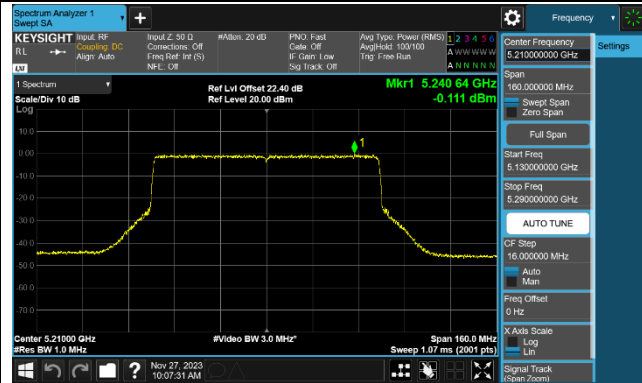 Spectrum Analyzer 1
Swept SA
+
Frequency
KEYSIGHT
RL
LXI
Input: RF
Coupling: DC
Align: Auto
Input Z: 50 Ω
Corrections: Off
Freq Ref: Int (S)
NFE: Off
#Atten: 20 dB
PNO: Fast
Gate: Off
IF Gain: Low
Sig Track: Off
Avg Type: Power (RMS)
Avg|Hold: 100/100
Trig: Free Run
1 2 3 4 5 6
A W W W W W
A N N N N N
1 Spectrum
Scale/Div 10 dB
Log
Ref Lvl Offset 22.40 dB
Ref Level 20.00 dBm
Mkr1 5.240 64 GHz
-0.111 dBm
10.0
0.00
-10.0
-20.0
-30.0
-40.0
-50.0
-60.0
-70.0
1
Center 5.21000 GHz
#Res BW 1.0 MHz
#Video BW 3.0 MHz*
Span 160.0 MHz
Sweep 1.07 ms (2001 pts)
?
Nov 27, 2023
10:07:31 AM
Center Frequency
5.210000000 GHz
Settings
Span
160.000000 MHz
Swept Span
Zero Span
Full Span
Start Freq
5.130000000 GHz
Stop Freq
5.290000000 GHz
AUTO TUNE
CF Step
16.000000 MHz
Auto
Man
Freq Offset
0 Hz
X Axis Scale
Log
Lin
Signal Track
(Span Zoom)